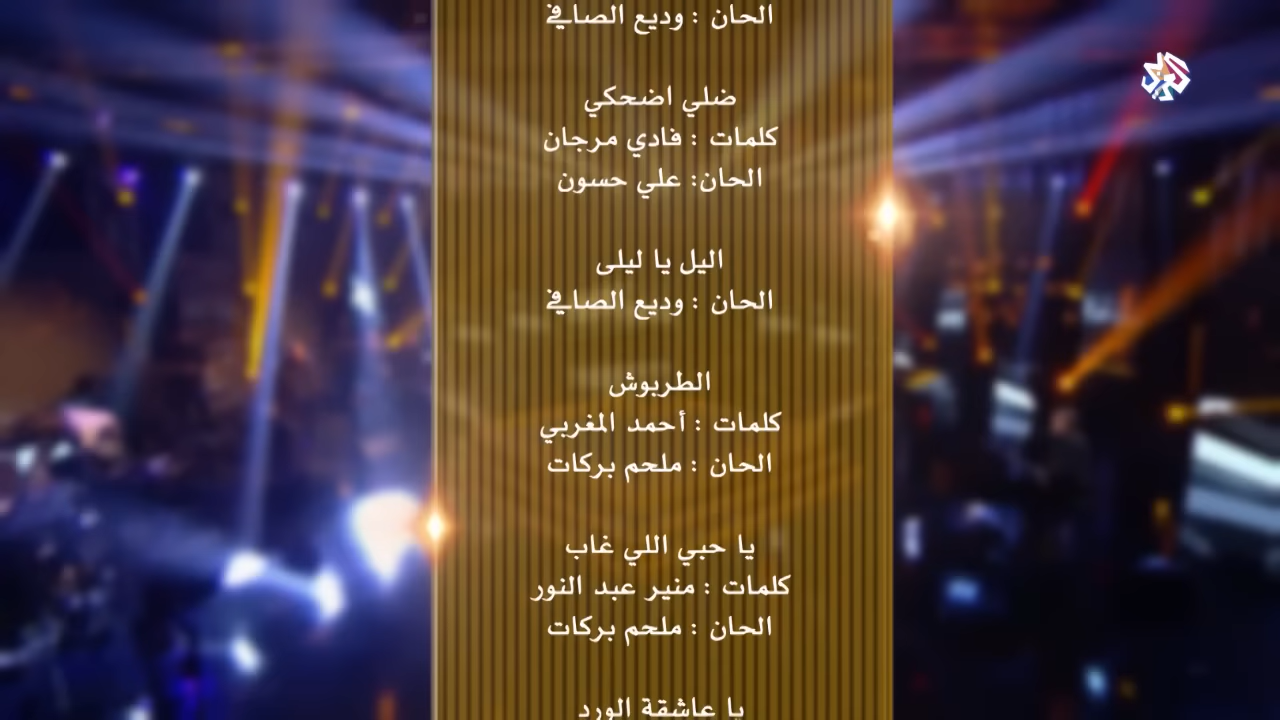 الحان : وديع الصافي
ضلي اضحكي
كلمات : فادي مرجان
الحان: علي حسون
اليل يا ليلى
الحان : وديع الصافي
الطربوش
كلمات : أحمد المغربي
الحان : ملحم بركات
يا حبي اللي غاب
كلمات : منير عبد النور
الحان : ملحم بركات
يا عاشقة الورد